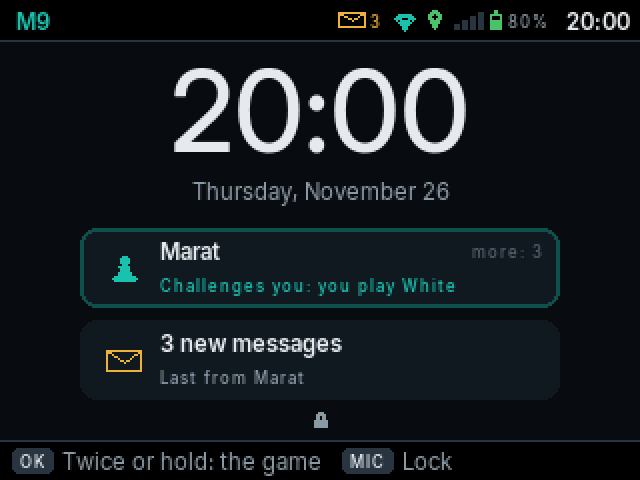 M9 3 80% 20:00
20:00
Thursday, November 26
Marat more: 3
Challenges you: you play White
3 new messages
Last from Marat
OK Twice or hold: the game MIC Lock